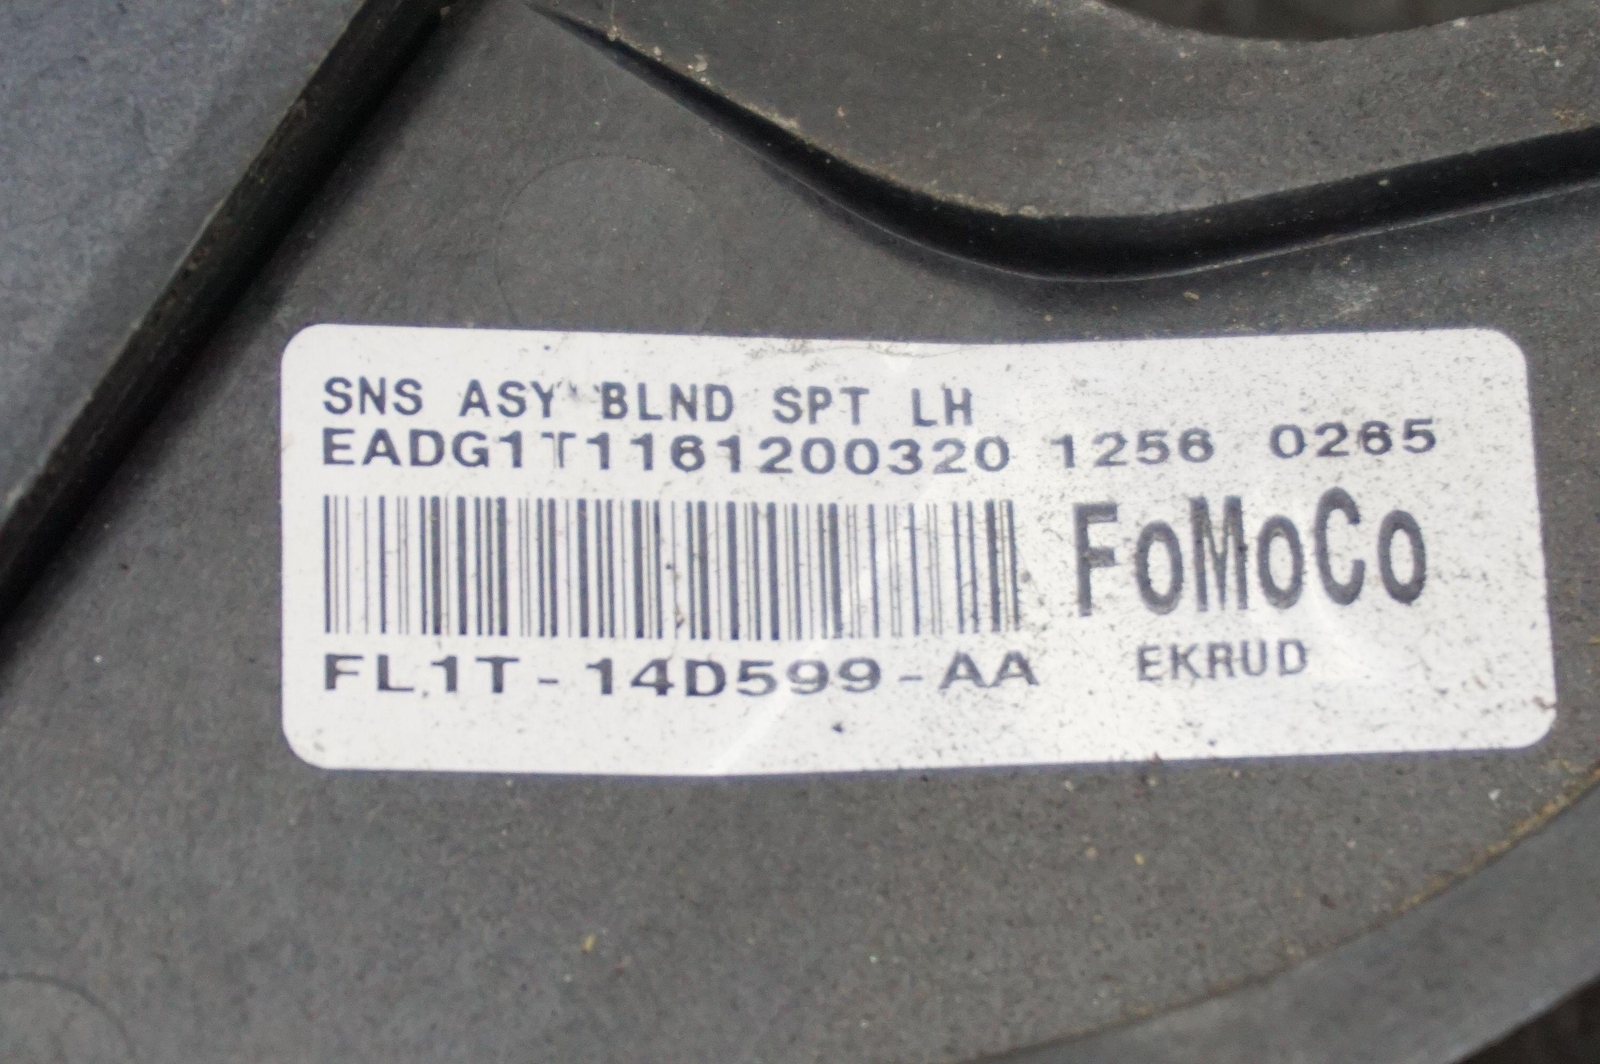 SNS ASY BLND SPT LH
EADG1T1161200320 1256 0265
FoMoCo
FL1T-14D599-AA EKRUD